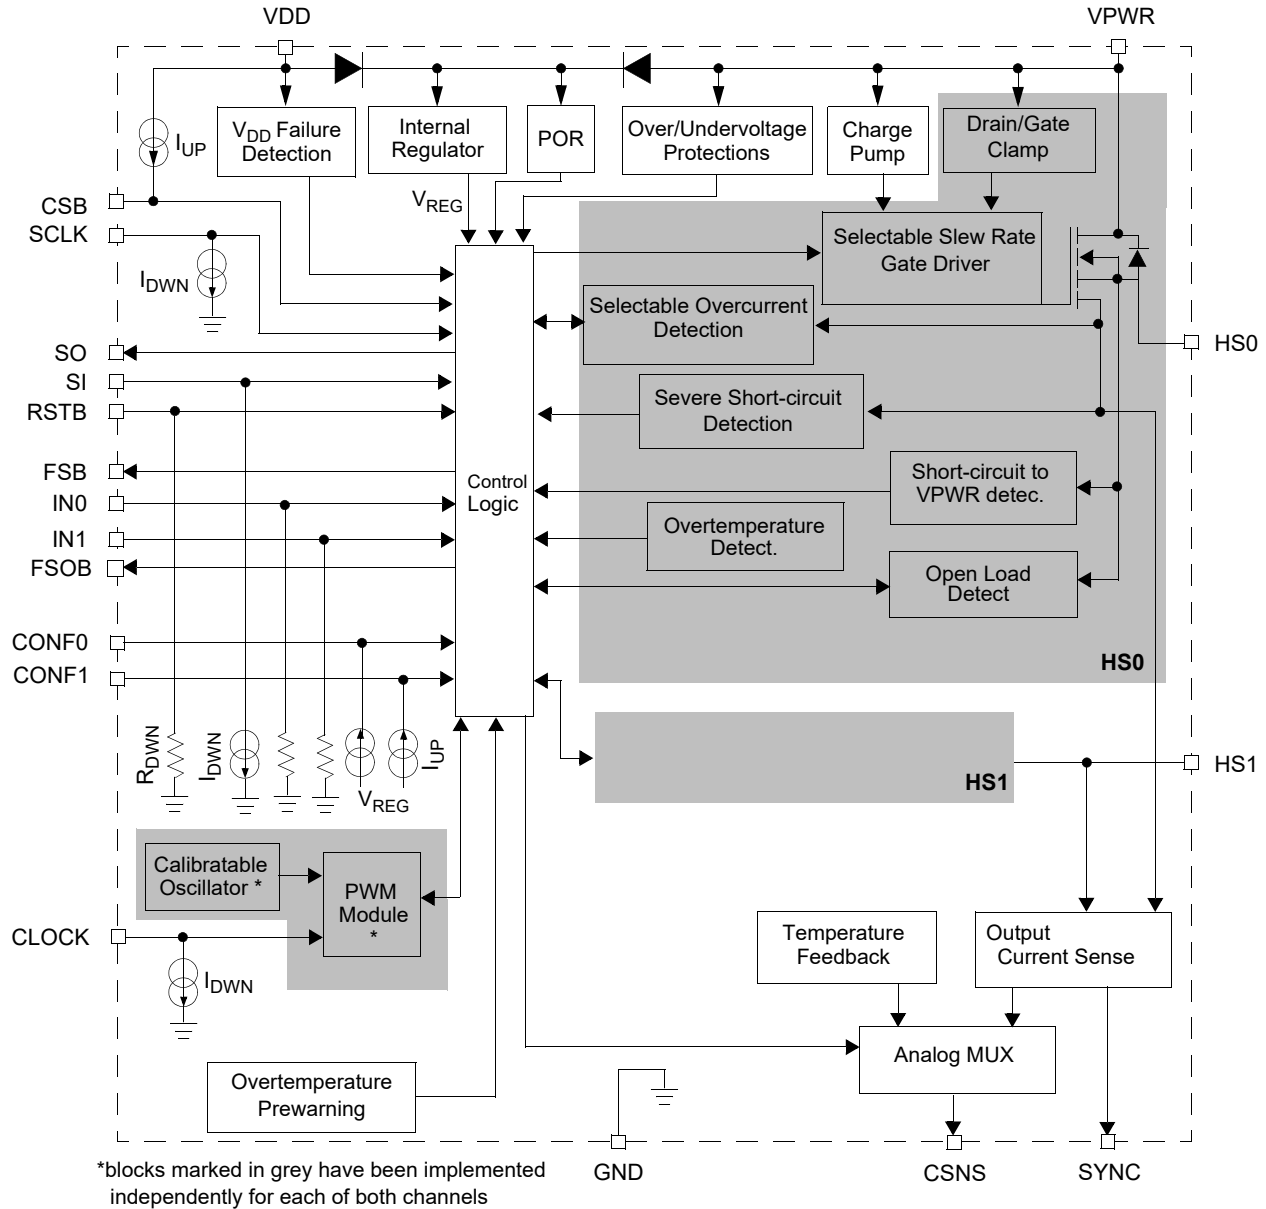 VDD
VPWR
IUP
VDD Failure
Detection
Internal
Regulator
POR
Over/Undervoltage
Protections
Charge
Pump
Drain/Gate
Clamp
VREG
CSB
SCLK
IDWN
Selectable Slew Rate
Gate Driver
Selectable Overcurrent
Detection
HS0
SO
SI
RSTB
Severe Short-circuit
Detection
FSB
IN0
IN1
FSOB
Control
Logic
Short-circuit to
VPWR detec.
Overtemperature
Detect.
Open Load
Detect
CONF0
CONF1
HS0
RDWN
IDWN
VREG
IUP
HS1
HS1
Calibratable
Oscillator *
PWM
Module
*
CLOCK
IDWN
Temperature
Feedback
Output
Current Sense
Analog MUX
Overtemperature
Prewarning
GND
CSNS
SYNC
*blocks marked in grey have been implemented
independently for each of both channels